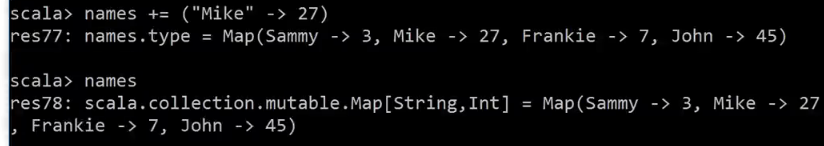 scala> names += ("Mike" -> 27)
res77: names.type = Map(Sammy -> 3, Mike -> 27, Frankie -> 7, John -> 45)
scala> names
res78: scala.collection.mutable.Map[String,Int] = Map(Sammy -> 3, Mike -> 27
, Frankie -> 7, John -> 45)